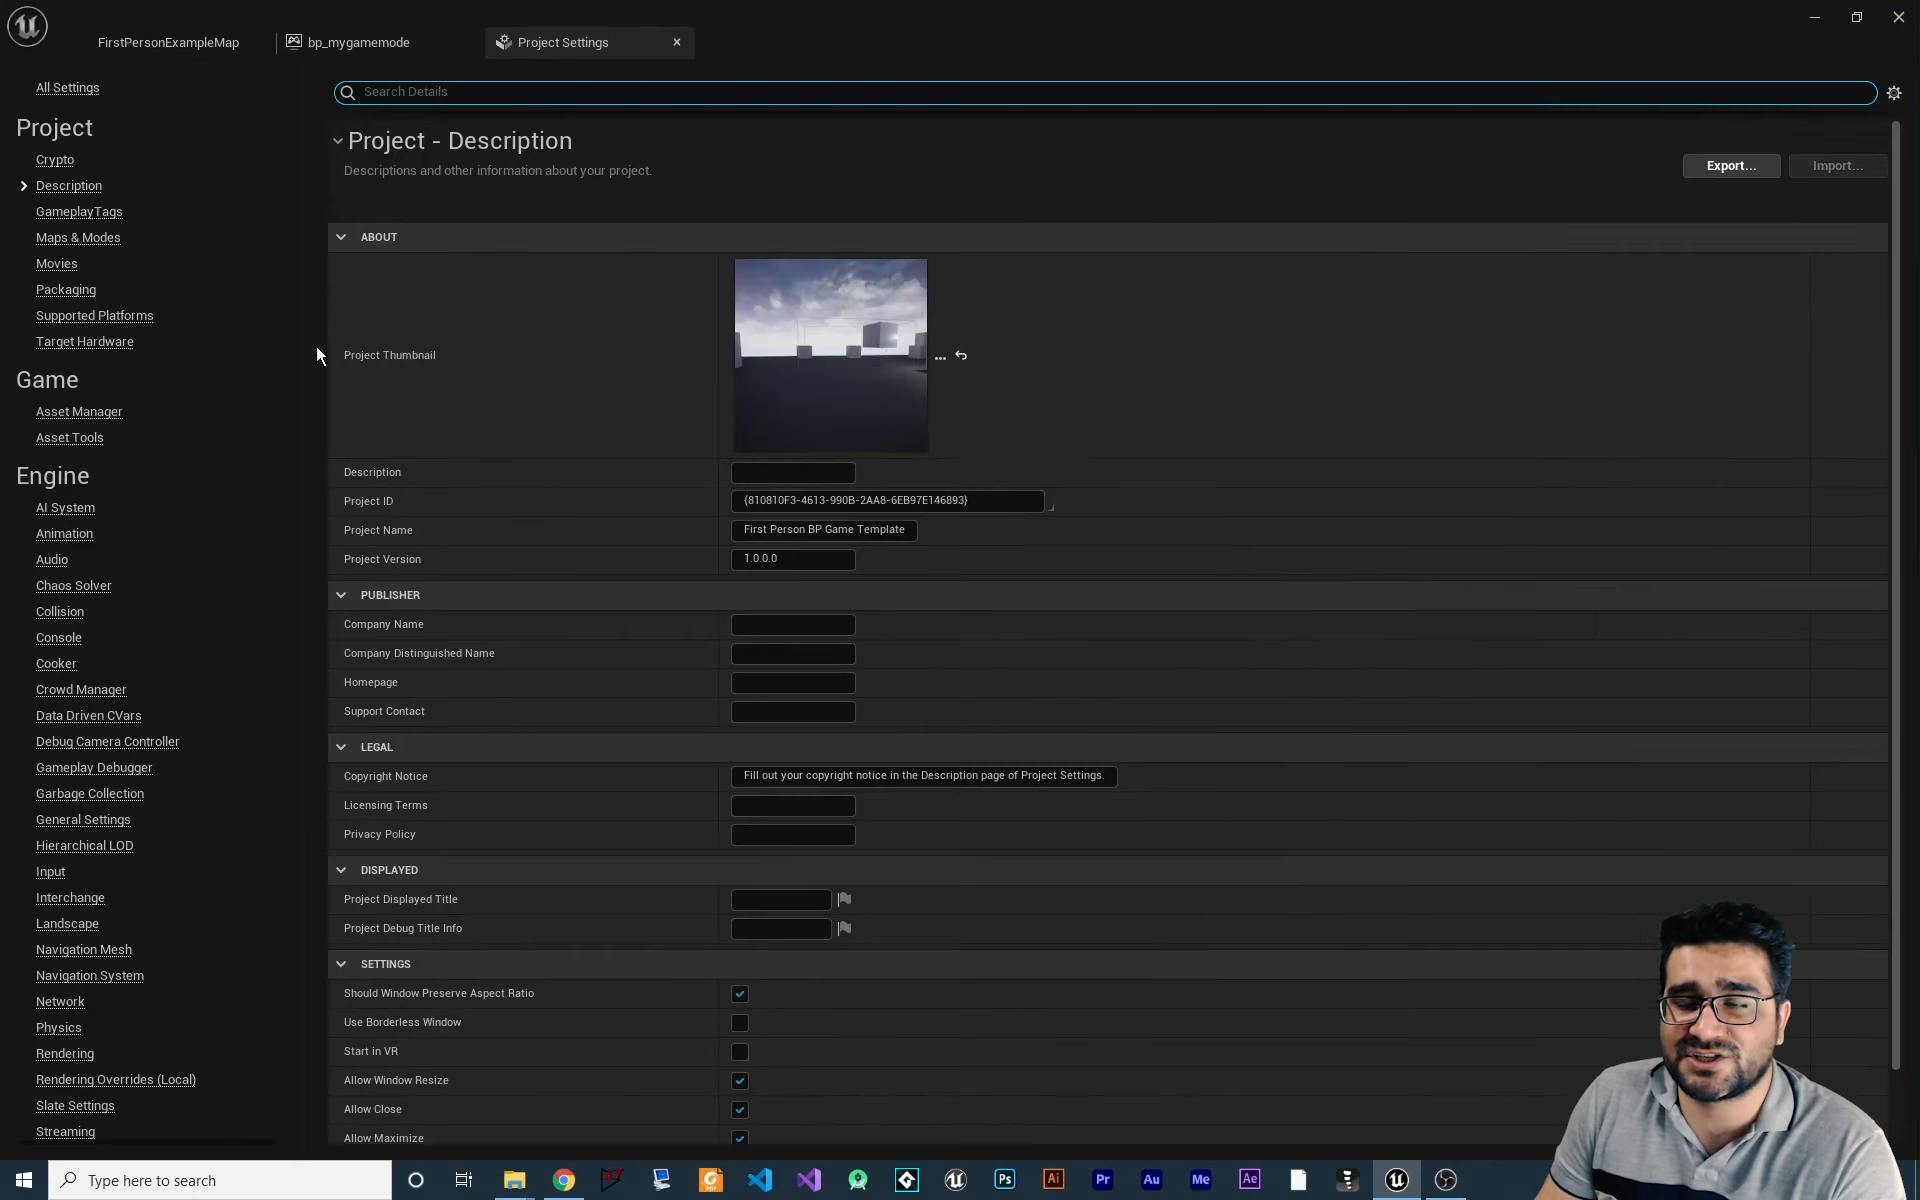 FirstPersonExampleMap
bp_mygamemode
Project Settings
All Settings
Project
Crypto
Description
GameplayTags
Maps & Modes
Movies
Packaging
Supported Platforms
Target Hardware
Game
Asset Manager
Asset Tools
Engine
AI System
Animation
Audio
Chaos Solver
Collision
Console
Cooker
Crowd Manager
Data Driven CVars
Debug Camera Controller
Gameplay Debugger
Garbage Collection
General Settings
Hierarchical LOD
Input
Interchange
Landscape
Navigation Mesh
Navigation System
Network
Physics
Rendering
Rendering Overrides (Local)
Slate Settings
Streaming
Search Details
Project - Description
Descriptions and other information about your project.
Export...
Import...
ABOUT
Project Thumbnail
...
Description
Project ID {810810F3-4613-990B-2AA8-6EB97E146893}
Project Name First Person BP Game Template
Project Version 1.0.0.0
PUBLISHER
Company Name
Company Distinguished Name
Homepage
Support Contact
LEGAL
Copyright Notice Fill out your copyright notice in the Description page of Project Settings.
Licensing Terms
Privacy Policy
DISPLAYED
Project Displayed Title
Project Debug Title Info
SETTINGS
Should Window Preserve Aspect Ratio
Use Borderless Window
Start in VR
Allow Window Resize
Allow Close
Allow Maximize
Type here to search
Ps
Ai
Pr
Au
Me
Ae